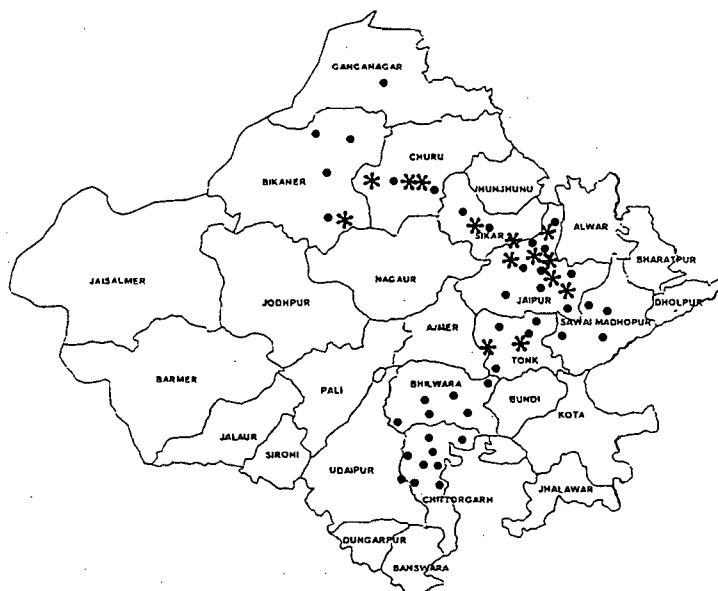 GANGANAGAR
CHURU
BIKANER
JHUNJHUNU
SIKAR
ALWAR
BHARATPUR
JAISALMER
NAGAUR
JODHPUR
JAIPUR
DHOLPUR
AJMER
SAWAI MADHOPUR
TONK
BARMER
PALI
BHILWARA
BUNDI
KOTA
JALAUR
SIROHI
UDAIPUR
CHITTORGARH
JHALAWAR
DUNGARPUR
BANSWARA